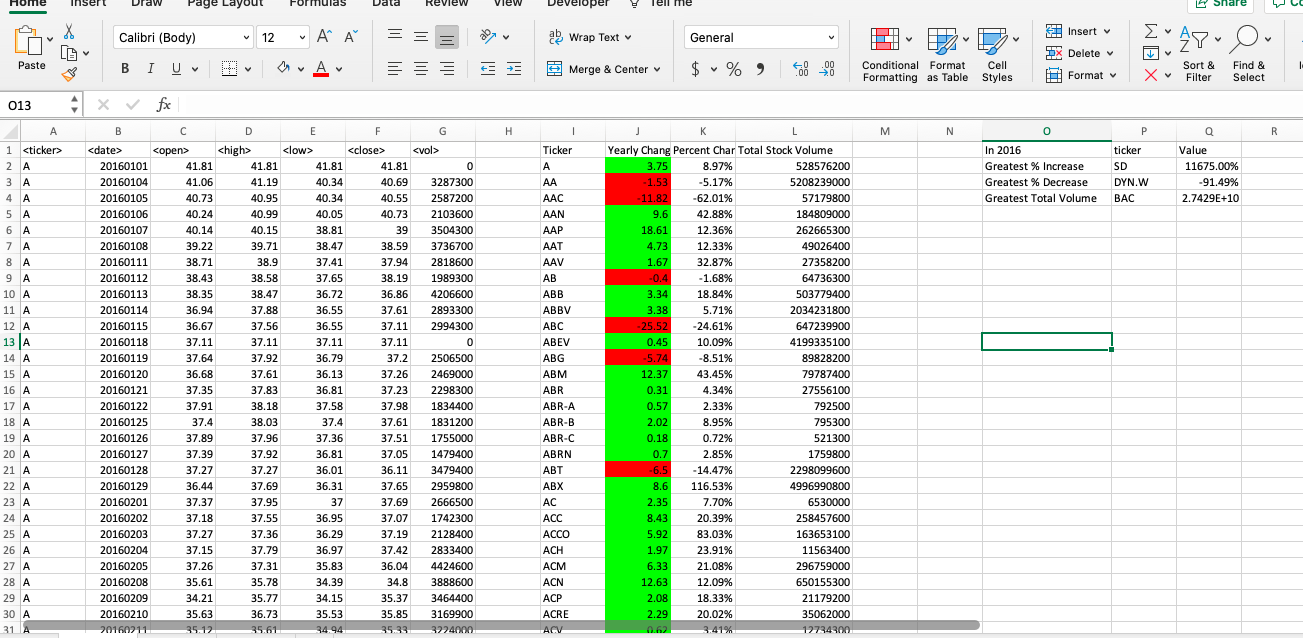 Home Insert Draw Page Layout Formulas Data Review View Developer Tell me Share
Paste Calibri (Body) 12 A A Wrap Text General Insert
B I U A Merge & Center $ % Conditional Formatting Format as Table Cell Styles Delete Format Sort & Filter Find & Select
O13 fx
A B C D E F G H I J K L M N O P Q R
1 <ticker> <date> <open> <high> <low> <close> <vol> Ticker Yearly Chang Percent Char Total Stock Volume In 2016 ticker Value
2 A 20160101 41.81 41.81 41.81 41.81 0 A 3.75 8.97% 528576200 Greatest % Increase SD 11675.00%
3 A 20160104 41.06 41.19 40.34 40.69 3287300 AA -1.53 -5.17% 5208239000 Greatest % Decrease DYN.W -91.49%
4 A 20160105 40.73 40.95 40.34 40.55 2587200 AAC -11.82 -62.01% 57179800 Greatest Total Volume BAC 2.7429E+10
5 A 20160106 40.24 40.99 40.05 40.73 2103600 AAN 9.6 42.88% 184809000
6 A 20160107 40.14 40.15 38.81 39 3504300 AAP 18.61 12.36% 262665300
7 A 20160108 39.22 39.71 38.47 38.59 3736700 AAT 4.73 12.33% 49026400
8 A 20160111 38.71 38.9 37.41 37.94 2818600 AAV 1.67 32.87% 27358200
9 A 20160112 38.43 38.58 37.65 38.19 1989300 AB -0.4 -1.68% 64736300
10 A 20160113 38.35 38.47 36.72 36.86 4206600 ABB 3.34 18.84% 503779400
11 A 20160114 36.94 37.88 36.55 37.61 2893300 ABBV 3.38 5.71% 2034231800
12 A 20160115 36.67 37.56 36.55 37.11 2994300 ABC -25.52 -24.61% 647239900
13 A 20160118 37.11 37.11 37.11 37.11 0 ABEV 0.45 10.09% 4199335100
14 A 20160119 37.64 37.92 36.79 37.2 2506500 ABG -5.74 -8.51% 89828200
15 A 20160120 36.68 37.61 36.13 37.26 2469000 ABM 12.37 43.45% 79787400
16 A 20160121 37.35 37.83 36.81 37.23 2298300 ABR 0.31 4.34% 27556100
17 A 20160122 37.91 38.18 37.58 37.98 1834400 ABR-A 0.57 2.33% 792500
18 A 20160125 37.4 38.03 37.4 37.61 1831200 ABR-B 2.02 8.95% 795300
19 A 20160126 37.89 37.96 37.36 37.51 1755000 ABR-C 0.18 0.72% 521300
20 A 20160127 37.39 37.92 36.81 37.05 1479400 ABRN 0.7 2.85% 1759800
21 A 20160128 37.27 37.27 36.01 36.11 3479400 ABT -6.5 -14.47% 2298099600
22 A 20160129 36.44 37.69 36.31 37.65 2959800 ABX 8.6 116.53% 4996990800
23 A 20160201 37.37 37.95 37 37.69 2666500 AC 2.35 7.70% 6530000
24 A 20160202 37.18 37.55 36.95 37.07 1742300 ACC 8.43 20.39% 258457600
25 A 20160203 37.27 37.36 36.29 37.19 2128400 ACCO 5.92 83.03% 163653100
26 A 20160204 37.15 37.79 36.97 37.42 2833400 ACH 1.97 23.91% 11563400
27 A 20160205 37.26 37.31 35.83 36.04 4424600 ACM 6.33 21.08% 296759000
28 A 20160208 35.61 35.78 34.39 34.8 3888600 ACN 12.63 12.09% 650155300
29 A 20160209 34.21 35.77 34.15 35.37 3464400 ACP 2.08 18.33% 21179200
30 A 20160210 35.63 36.73 35.53 35.85 3169900 ACRE 2.29 20.02% 35062000
31 A 20160211 35.12 35.61 34.94 35.33 3224000 ACV 0.62 3.41% 12734300